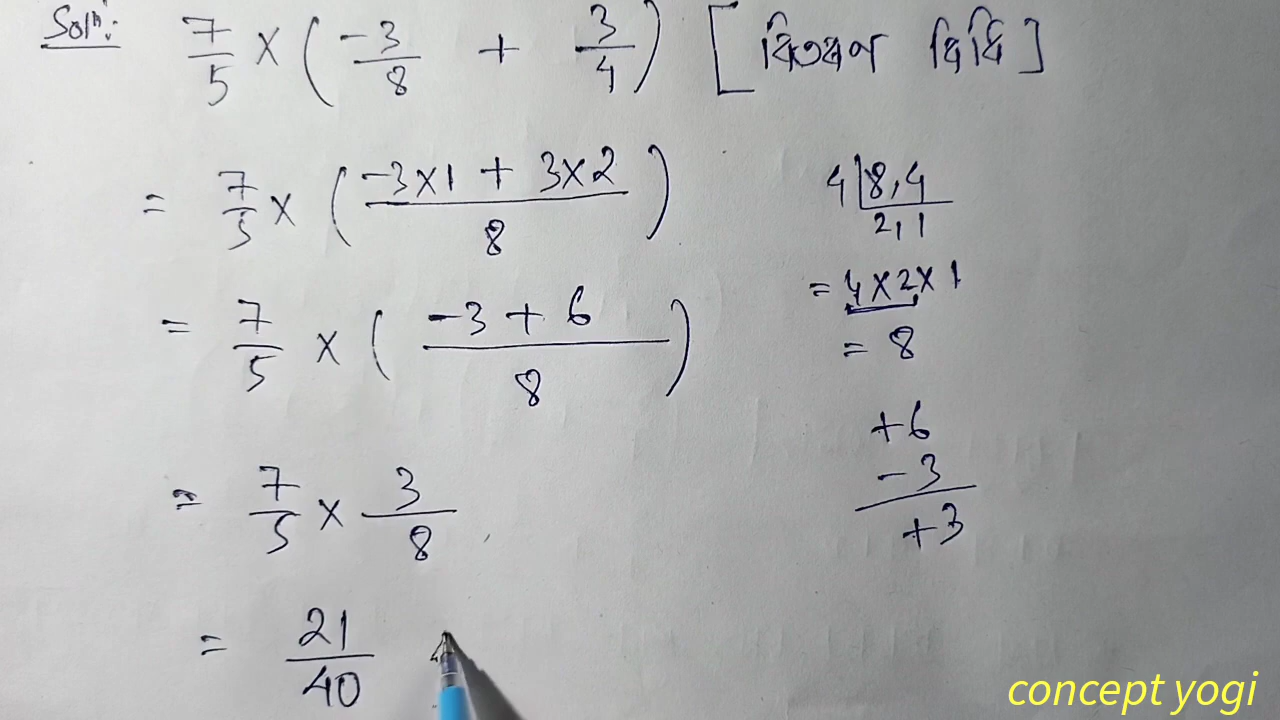 Solⁿ: 7/5 × (-3/8 + 3/4) [বিতৰণ বিধি]
= 7/5 × (-3×1 + 3×2 / 8)
4|8,4
2,1
= 4×2×1
= 8
= 7/5 × (-3 + 6 / 8)
+6
-3
+3
= 7/5 × 3/8
= 21/40
concept yogi